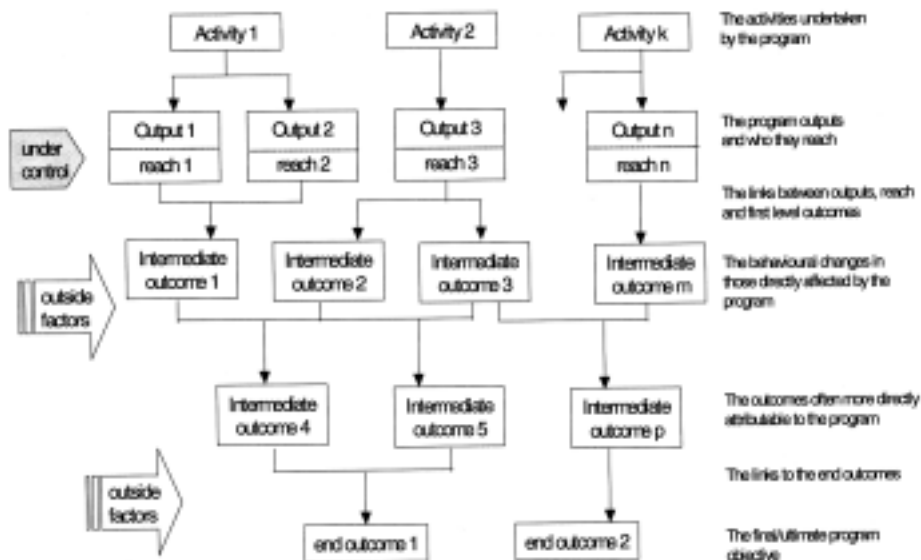 Activity 1
Activity 2
Activity k
The activities undertaken
by the program
Output 1
reach 1
Output 2
reach 2
Output 3
reach 3
Output n
reach n
The program outputs
and who they reach
under
control
The links between outputs, reach
and first level outcomes
Intermediate
outcome 1
Intermediate
outcome 2
Intermediate
outcome 3
Intermediate
outcome m
The behavioural changes in
those directly affected by the
program
outside
factors
Intermediate
outcome 4
Intermediate
outcome 5
Intermediate
outcome p
The outcomes often more directly
attributable to the program
The links to the end outcomes
outside
factors
end outcome 1
end outcome 2
The final/ultimate program
objective